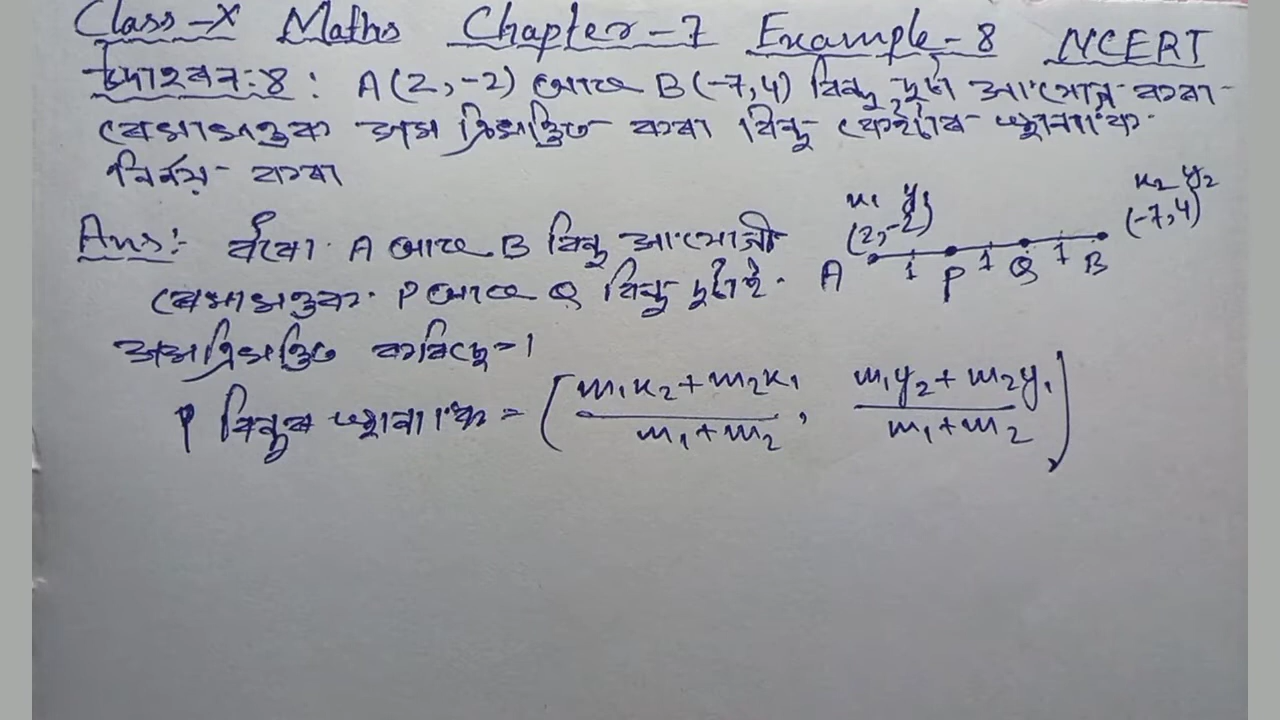 Class-X Maths Chapter-7 Example-8 NCERT
উদাহৰণ:8: A(2,-2) আৰু B(-7,4) বিন্দু দুটা সংযোগ কৰা
ৰেখাখণ্ডক সম ত্ৰিখণ্ডিত কৰা বিন্দু কেইটাৰ স্থানাংক
নিৰ্ণয় কৰা
x₁ y₁ x₂ y₂
(2,-2) (-7,4)
A 1 P 1 Q 1 B
Ans:- ধৰো A আৰু B বিন্দু সংযোগী
ৰেখাখণ্ডক P আৰু Q বিন্দু দুটাই
সমত্ৰিখণ্ডিত কৰিছে।
P বিন্দুৰ স্থানাংক = (m₁x₂+m₂x₁/m₁+m₂, m₁y₂+m₂y₁/m₁+m₂)